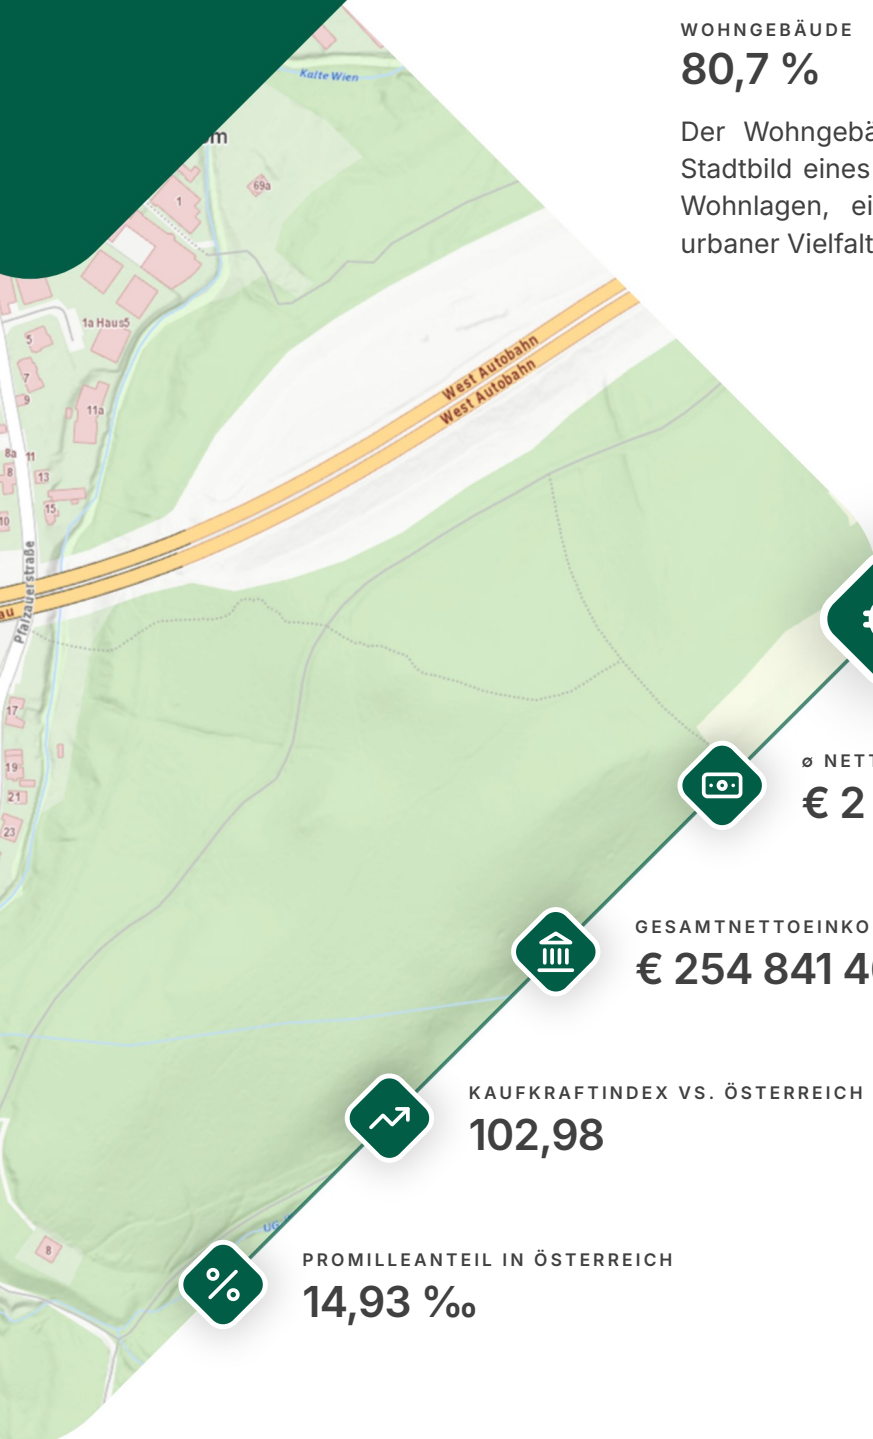 WOHNGEBÄUDE
80,7 %
Der Wohngebä
Stadtbild eines
Wohnlagen, ei
urbaner Vielfalt
Kalte Wien
m
69a
1
1a Haus5
5
7
9
11a
West Autobahn
West Autobahn
8a 11
8
13
15
10
Pfalzauerstraße
au
17
19
21
23
ø NETT
€ 2
GESAMTNETTOEINKO
€ 254 841 4
KAUFKRAFTINDEX VS. ÖSTERREICH
102,98
UG
8
PROMILLEANTEIL IN ÖSTERREICH
14,93 ‰